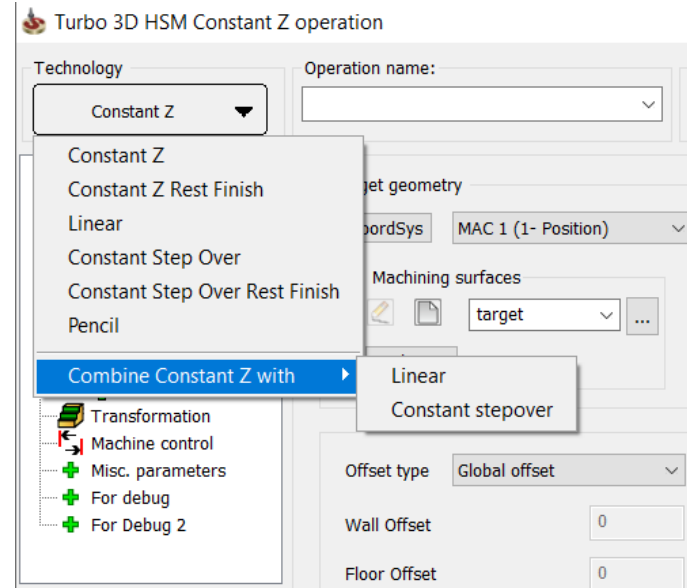 Turbo 3D HSM Constant Z operation
Technology
Operation name:
Constant Z
Constant Z
Constant Z Rest Finish
Linear
Constant Step Over
Constant Step Over Rest Finish
Pencil
Combine Constant Z with
Linear
Constant stepover
get geometry
oordSys
MAC 1 (1- Position)
Machining surfaces
target
...
Transformation
Machine control
Misc. parameters
For debug
For Debug 2
Offset type
Global offset
Wall Offset
0
Floor Offset
0